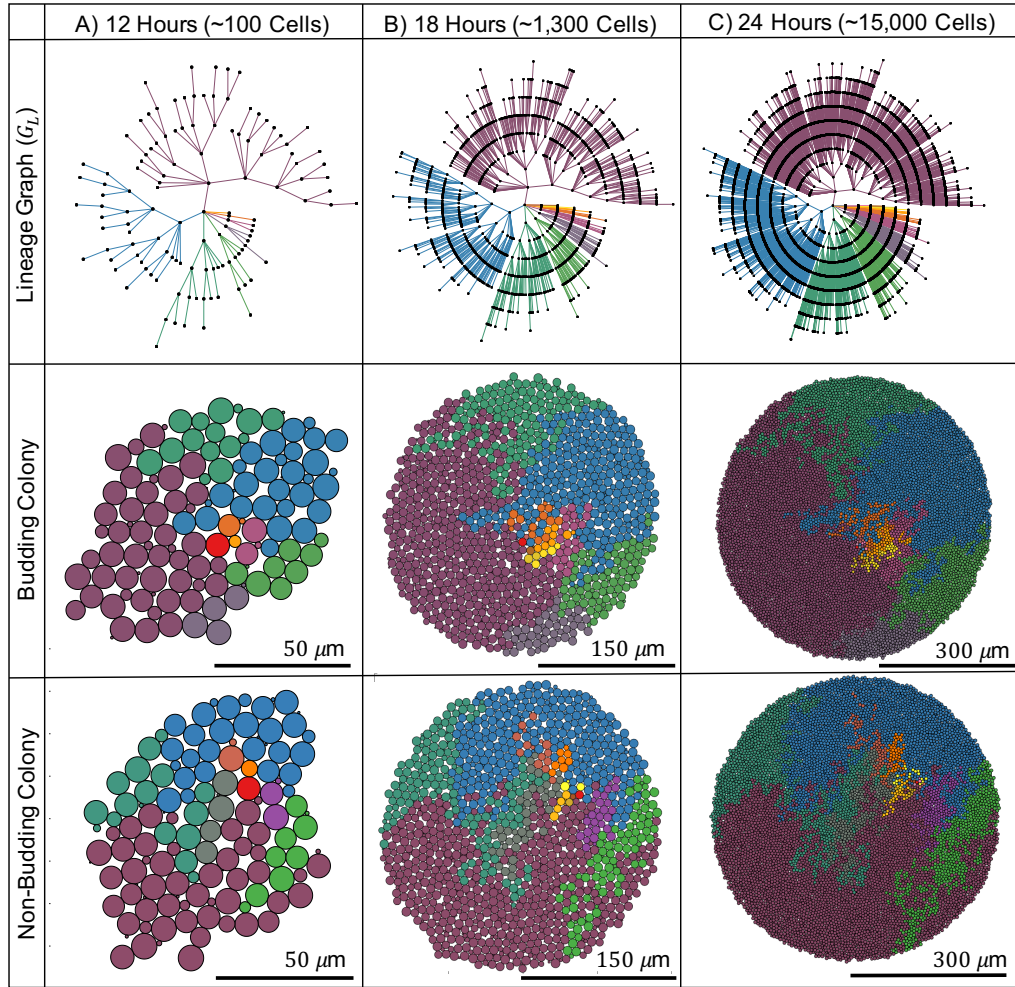 A) 12 Hours (~100 Cells)
B) 18 Hours (~1,300 Cells)
C) 24 Hours (~15,000 Cells)
Lineage Graph (G_L)
Budding Colony
50 μm
150 μm
300 μm
Non-Budding Colony
50 μm
150 μm
300 μm